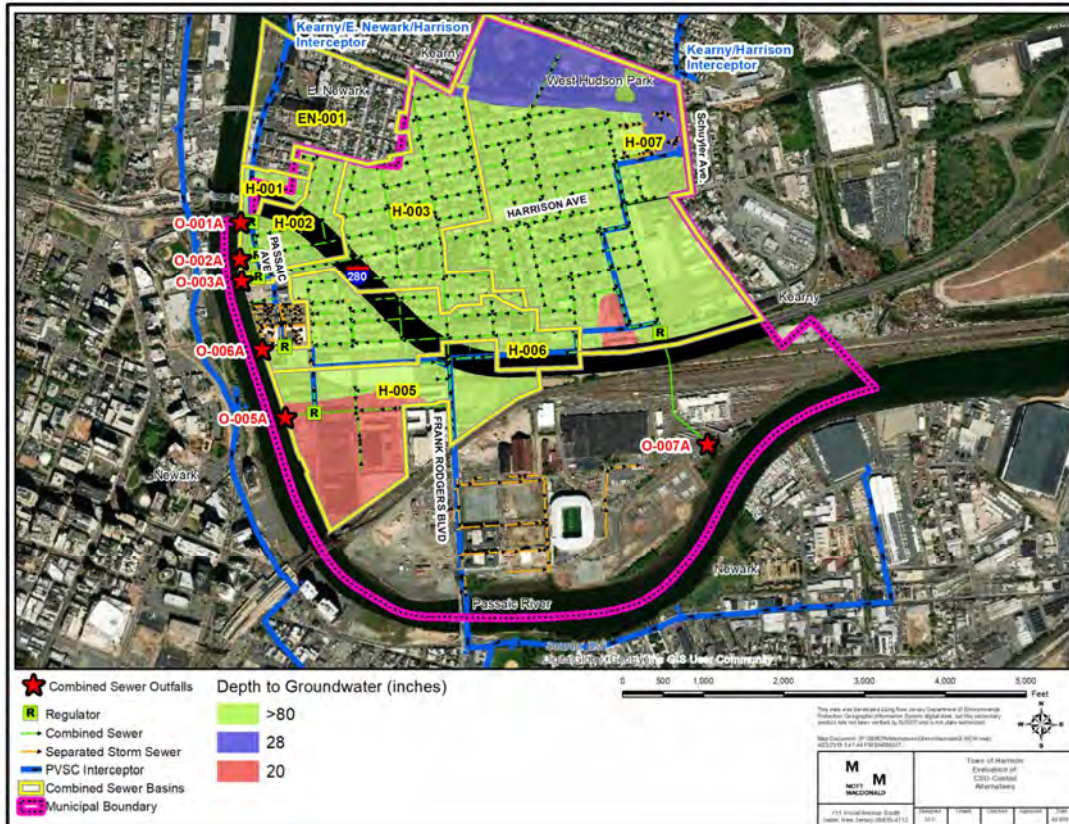 Kearny/E. Newark/Harrison
Interceptor
Kearny
Kearny/Harrison
Interceptor
West Hudson Park
E. Newark
EN-001
Schuyler Ave.
H-007
H-001
H-003
HARRISON AVE
O-001A
H-002
PASSAIC
AVE
O-002A
280
O-003A
Kearny
R
O-006A
R
H-006
H-005
O-005A
R
FRANK RODGERS BLVD
O-007A
Newark
Newark
Passaic River
the GIS User Community
Combined Sewer Outfalls
R
Regulator
Combined Sewer
Separated Storm Sewer
PVSC Interceptor
Combined Sewer Basins
Municipal Boundary
Depth to Groundwater (inches)
>80
28
20
0 500 1,000 2,000 3,000 4,000 5,000
Feet
N
W E
S
M
M
MOTT
MACDONALD
Town of Harrison
Evaluation of
CSO Control
Alternatives